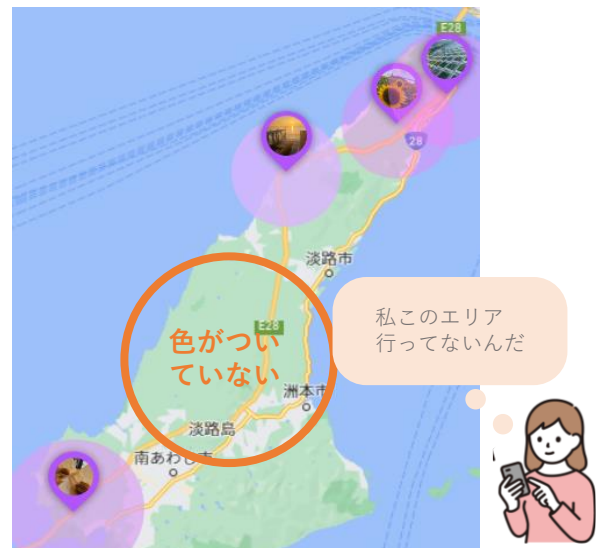 E28
28
淡路市
私このエリア
行ってないんだ
E28
色がつい
ていない
洲本市
淡路島
南あわじ市